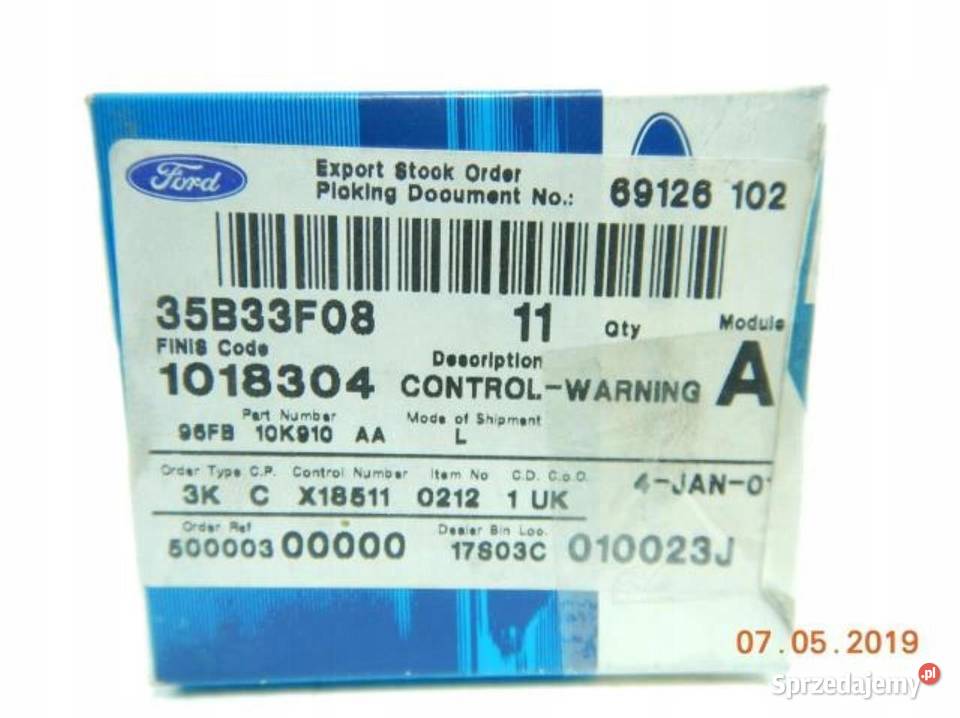 Ford
Export Stock Order
Picking Document No.: 69126 102
35B33F08 11 Qty Module
FINIS Code Description A
1018304 CONTROL-WARNING
Part Number Mode of Shipment
96FB 10K910 AA L
Order Type C.P. Control Number Item No C.D. C.o.O.
3K C X18511 0212 1 UK 4-JAN-0
Order Ref Dealer Bin Loc.
500003 00000 17S03C 010023J
07.05.2019
Sprzedajemy.pl